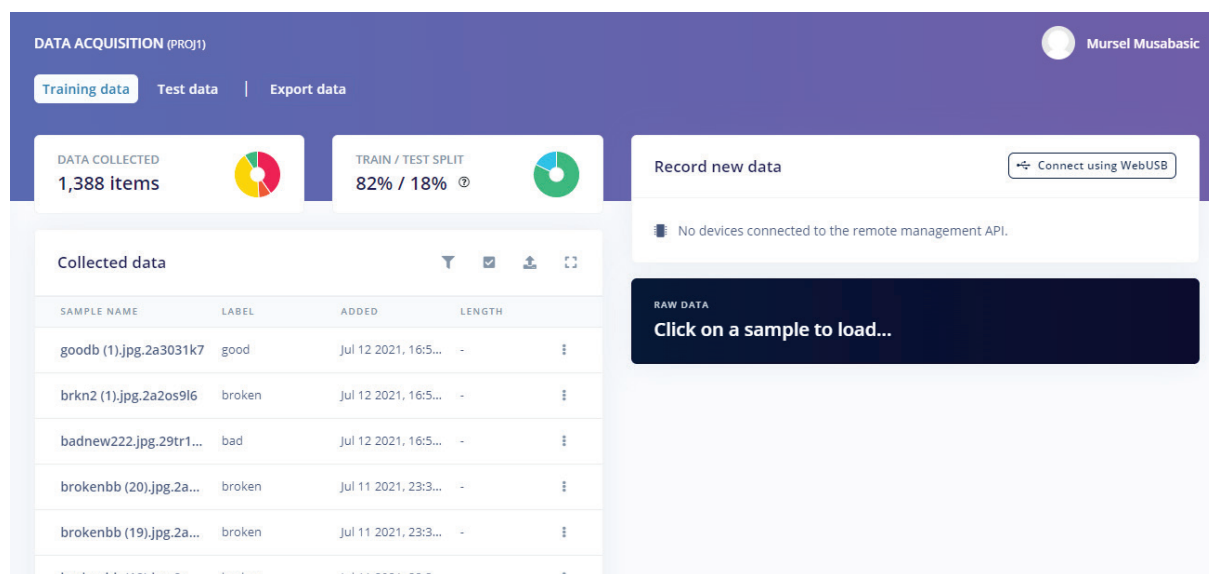 DATA ACQUISITION (PROJ1)
Mursel Musabasic
Training data Test data | Export data
DATA COLLECTED
1,388 items
TRAIN / TEST SPLIT
82% / 18%
Record new data
Connect using WebUSB
No devices connected to the remote management API.
Collected data
SAMPLE NAME LABEL ADDED LENGTH
goodb (1).jpg.2a3031k7 good Jul 12 2021, 16:5... -
brkn2 (1).jpg.2a2os9l6 broken Jul 12 2021, 16:5... -
badnew222.jpg.29tr1... bad Jul 12 2021, 16:5... -
brokenbb (20).jpg.2a... broken Jul 11 2021, 23:3... -
brokenbb (19).jpg.2a... broken Jul 11 2021, 23:3... -
RAW DATA
Click on a sample to load...